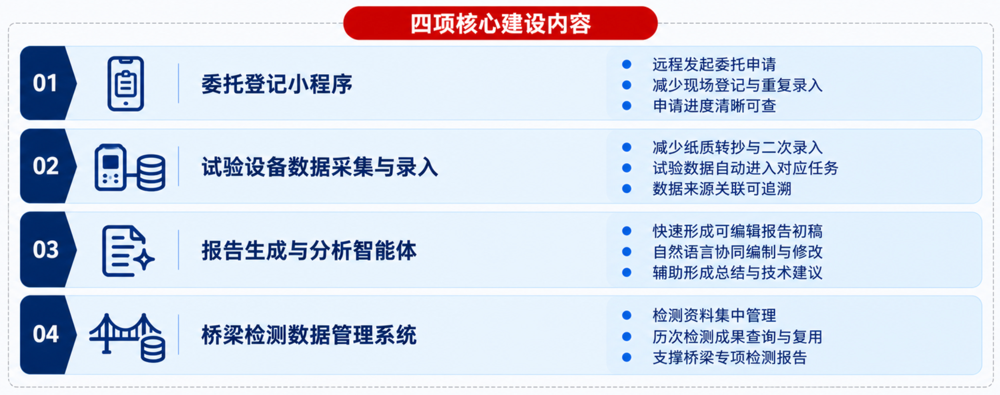 四项核心建设内容
01
委托登记小程序
远程发起委托申请
减少现场登记与重复录入
申请进度清晰可查
02
试验设备数据采集与录入
减少纸质转抄与二次录入
试验数据自动进入对应任务
数据来源关联可追溯
03
报告生成与分析智能体
快速形成可编辑报告初稿
自然语言协同编制与修改
辅助形成总结与技术建议
04
桥梁检测数据管理系统
检测资料集中管理
历次检测成果查询与复用
支撑桥梁专项检测报告